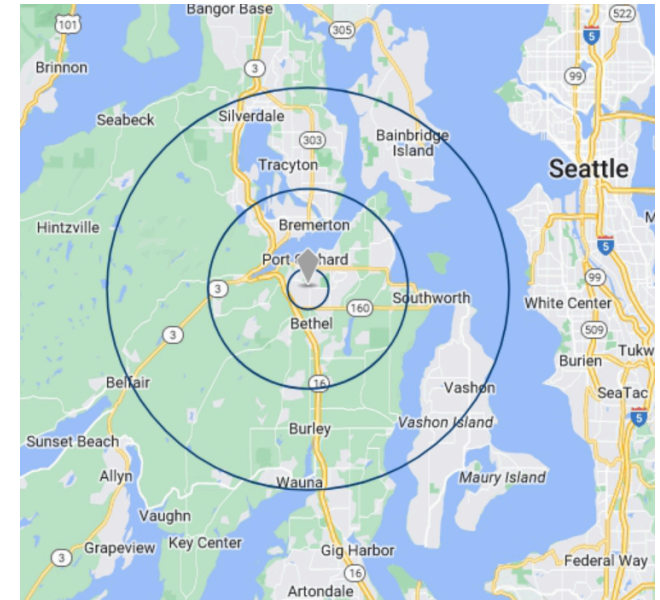 Bangor Base
522
101
305
5
Brinnon
3
99
Seabeck
Silverdale
Bainbridge
Island
303
Tracyton
Seattle
Hintzville
Bremerton
5
Port Orchard
99
3
Southworth
White Center
160
Bethel
509
3
Tukw
Burien
Belfair
16
Vashon
SeaTac
5
Vashon Island
Burley
Sunset Beach
Allyn
Wauna
Maury Island
Vaughn
Key Center
Grapeview
3
Gig Harbor
Federal Way
16
Artondale